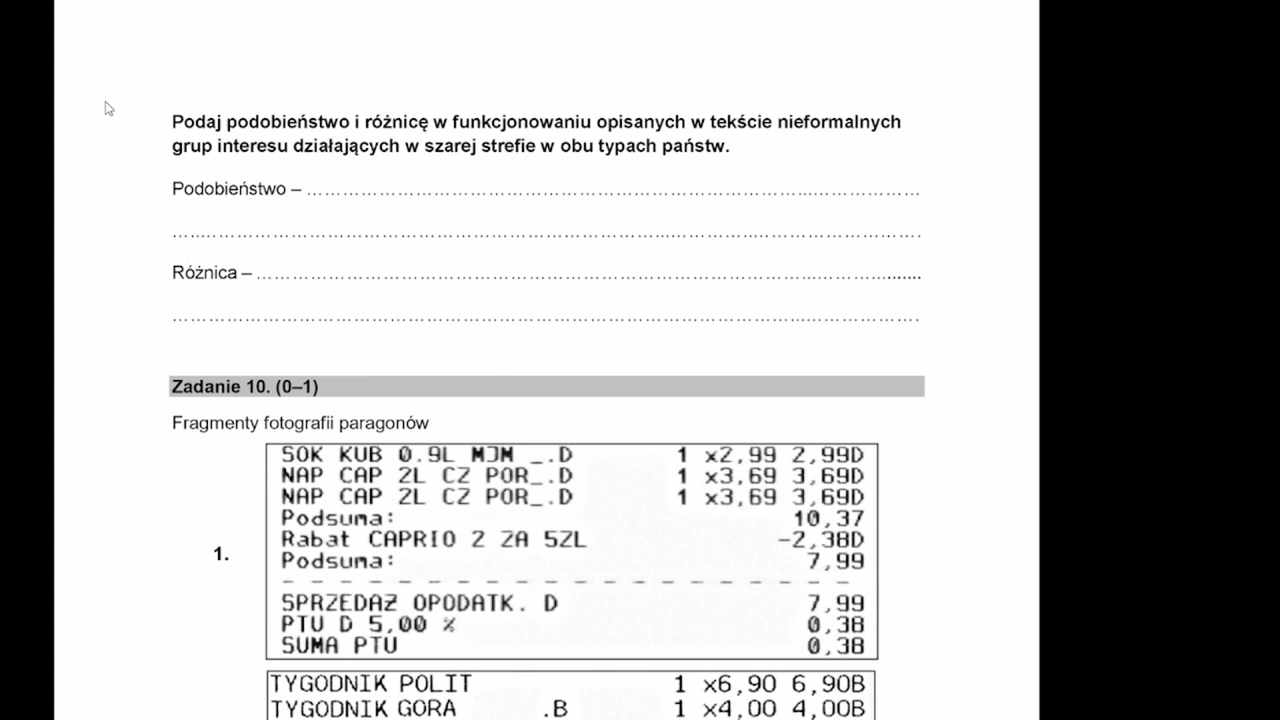 Podaj podobieństwo i różnicę w funkcjonowaniu opisanych w tekście nieformalnych
grup interesu działających w szarej strefie w obu typach państw.
Podobieństwo – ……………………………………………………………………………………
……………………………………………………………………………………………………….
Różnica – ……………………………………………………………………………………........
……………………………………………………………………………………………………….
Zadanie 10. (0–1)
Fragmenty fotografii paragonów
1.
SOK KUB 0.9L MJM _.D 1 x2,99 2,99D
NAP CAP 2L CZ POR_.D 1 x3,69 3,69D
NAP CAP 2L CZ POR_.D 1 x3,69 3,69D
Podsuma: 10,37
Rabat CAPRIO 2 ZA 5ZL -2,38D
Podsuma: 7,99
- - - - - - - - - - - - - - - - - - - -
SPRZEDAŻ OPODATK. D 7,99
PTU D 5,00 % 0,38
SUMA PTU 0,38
TYGODNIK POLIT 1 x6,90 6,90B
TYGODNIK GORA .B 1 x4,00 4,00B